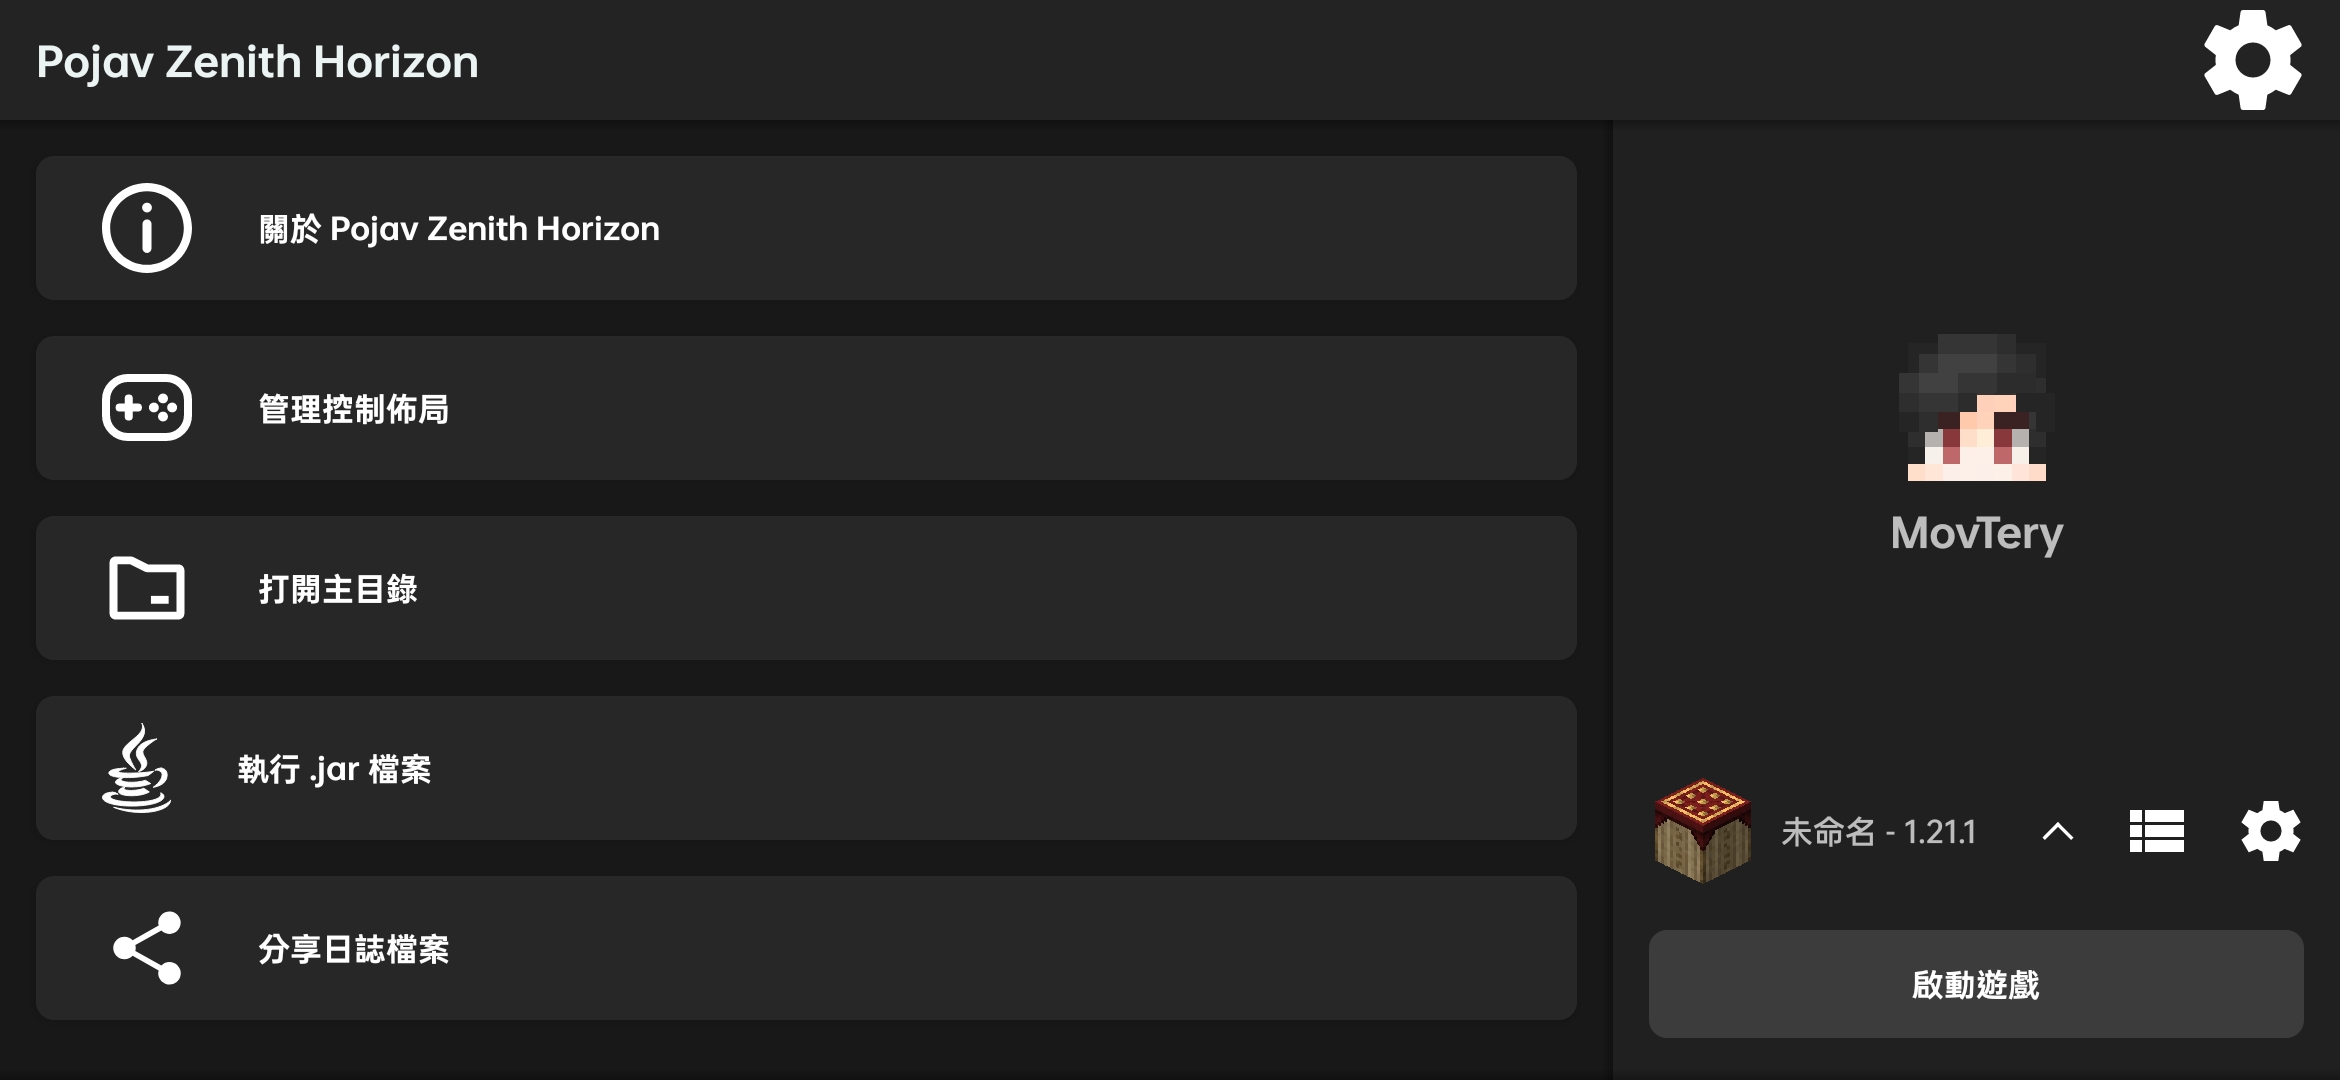 Pojav Zenith Horizon
關於 Pojav Zenith Horizon
管理控制佈局
打開主目錄
執行 .jar 檔案
分享日誌檔案
MovTery
未命名 - 1.21.1
啟動遊戲